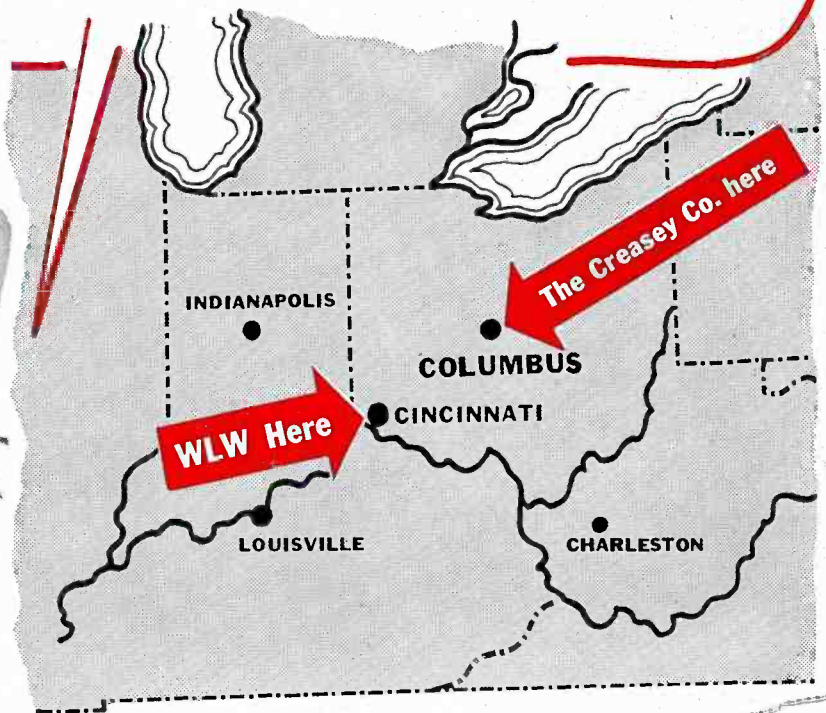 The Creasey Co. here
INDIANAPOLIS
COLUMBUS
CINCINNATI
WLW Here
LOUISVILLE
CHARLESTON